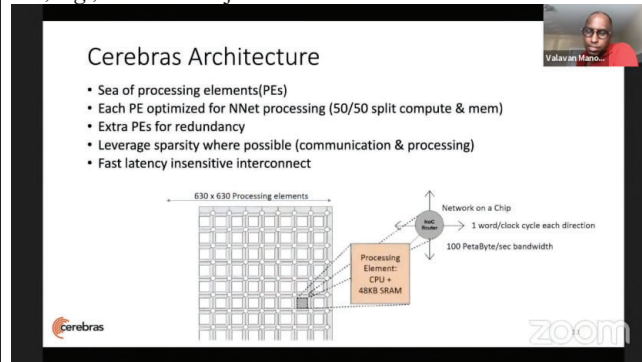 Cerebras Architecture
Valavan Mano...
• Sea of processing elements(PEs)
• Each PE optimized for NNet processing (50/50 split compute & mem)
• Extra PEs for redundancy
• Leverage sparsity where possible (communication & processing)
• Fast latency insensitive interconnect
630 x 630 Processing elements
Network on a Chip
NoC
Router
1 word/clock cycle each direction
100 PetaByte/sec bandwidth
Processing
Element:
CPU +
48KB SRAM
cerebras
zoom